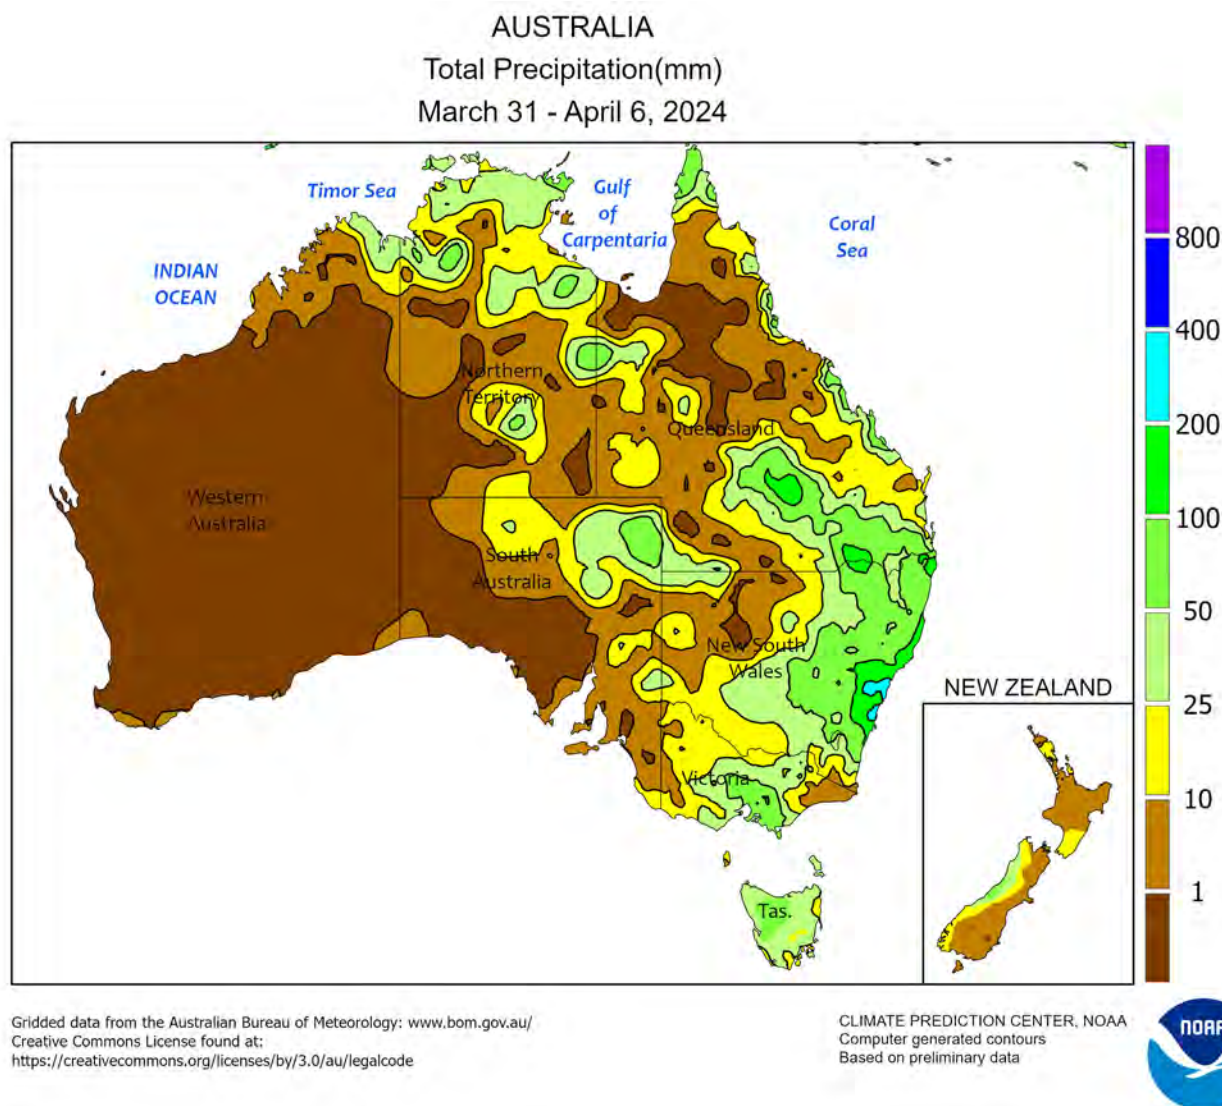 AUSTRALIA
Total Precipitation(mm)
March 31 - April 6, 2024
Timor Sea
Gulf
of
Carpentaria
Coral
Sea
INDIAN
OCEAN
Northern
Territory
Queensland
Western
Australia
South
Australia
New South
Wales
Victoria
Tas.
NEW ZEALAND
800
400
200
100
50
25
10
1
Gridded data from the Australian Bureau of Meteorology: www.bom.gov.au/
Creative Commons License found at:
https://creativecommons.org/licenses/by/3.0/au/legalcode
CLIMATE PREDICTION CENTER, NOAA
Computer generated contours
Based on preliminary data
NOAA